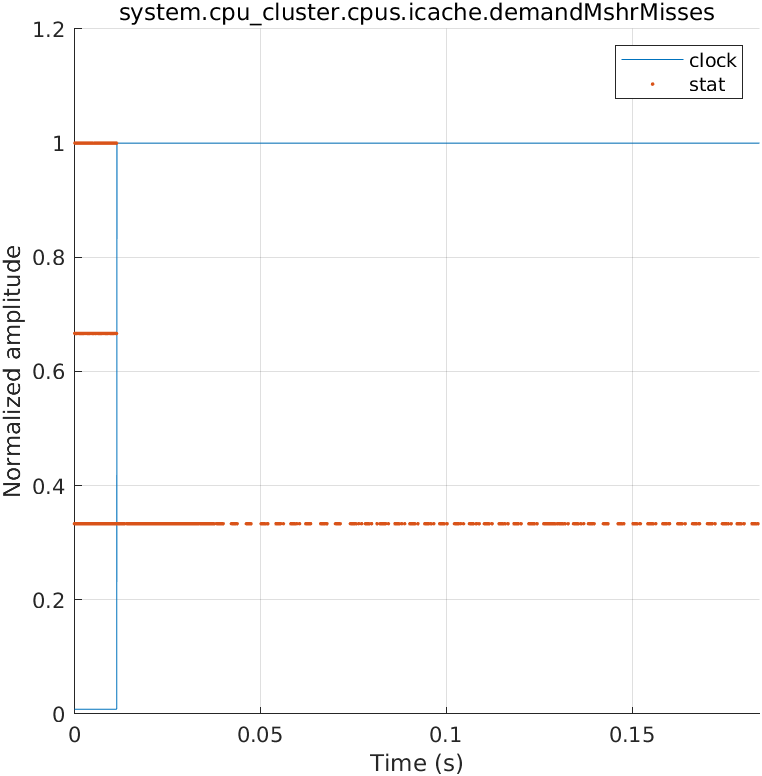 system.cpu_cluster.cpus.icache.demandMshrMisses
clock
stat
1.2
1
0.8
0.6
0.4
0.2
0
Normalized amplitude
0
0.05
0.1
0.15
Time (s)